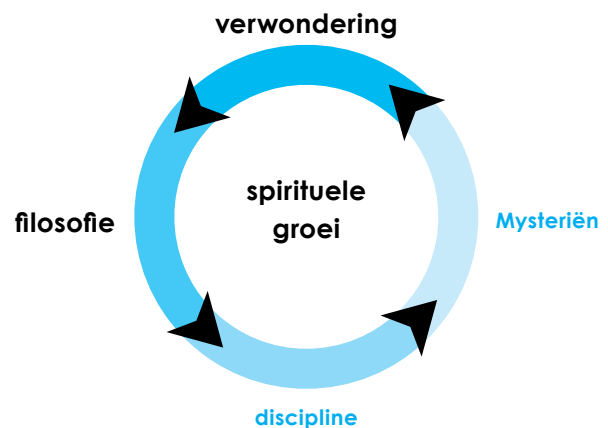 verwondering
spirituele
groei
filosofie
Mysteriën
discipline